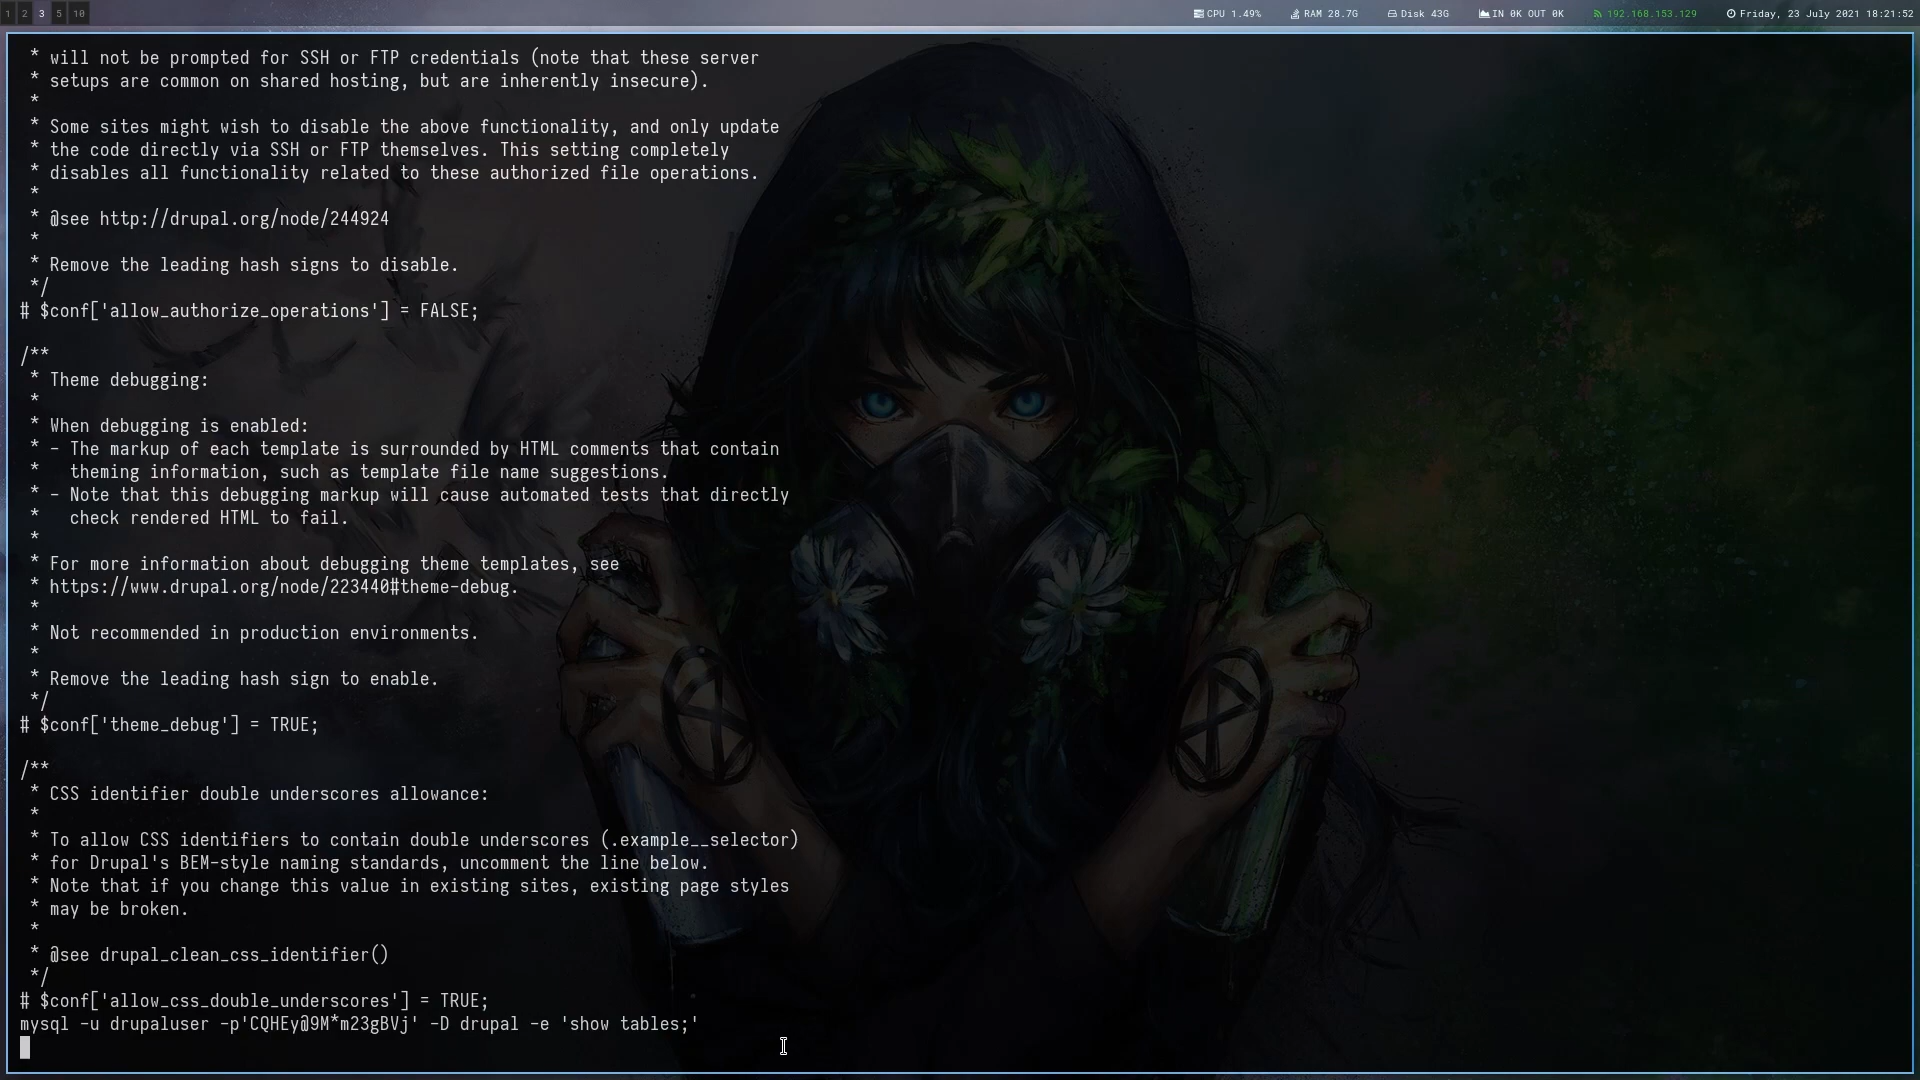 1 2 3 5 10 CPU 1.49% RAM 28.7G Disk 43G IN 0K OUT 0K 192.168.153.129 Friday, 23 July 2021 18:21:52
 * will not be prompted for SSH or FTP credentials (note that these server
 * setups are common on shared hosting, but are inherently insecure).
 *
 * Some sites might wish to disable the above functionality, and only update
 * the code directly via SSH or FTP themselves. This setting completely
 * disables all functionality related to these authorized file operations.
 *
 * @see http://drupal.org/node/244924
 *
 * Remove the leading hash signs to disable.
 */
# $conf['allow_authorize_operations'] = FALSE;

/**
 * Theme debugging:
 *
 * When debugging is enabled:
 * - The markup of each template is surrounded by HTML comments that contain
 *   theming information, such as template file name suggestions.
 * - Note that this debugging markup will cause automated tests that directly
 *   check rendered HTML to fail.
 *
 * For more information about debugging theme templates, see
 * https://www.drupal.org/node/223440#theme-debug.
 *
 * Not recommended in production environments.
 *
 * Remove the leading hash sign to enable.
 */
# $conf['theme_debug'] = TRUE;

/**
 * CSS identifier double underscores allowance:
 *
 * To allow CSS identifiers to contain double underscores (.example__selector)
 * for Drupal's BEM-style naming standards, uncomment the line below.
 * Note that if you change this value in existing sites, existing page styles
 * may be broken.
 *
 * @see drupal_clean_css_identifier()
 */
# $conf['allow_css_double_underscores'] = TRUE;
mysql -u drupaluser -p'CQHEy@9M*m23gBVj' -D drupal -e 'show tables;'